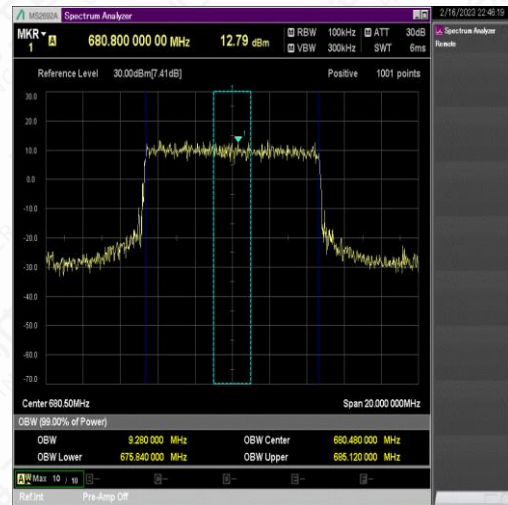 MS2692A Spectrum Analyzer
2/16/2023 22:46:19
MKR 1 A 680.800 000 00 MHz 12.79 dBm
RBW 100kHz ATT 30dB
VBW 300kHz SWT 6ms
Spectrum Analyzer
Remote
Reference Level 30.00dBm[7.41dB] Positive 1001 points
30.0
20.0
10.0
0.0
-10.0
-20.0
-30.0
-40.0
-50.0
-60.0
-70.0
1
Center 680.50MHz Span 20.000 000MHz
OBW (99.00% of Power)
OBW 9.280 000 MHz OBW Center 680.480 000 MHz
OBW Lower 675.840 000 MHz OBW Upper 685.120 000 MHz
A W Max 10 / 10
Ref.Int Pre-Amp Off